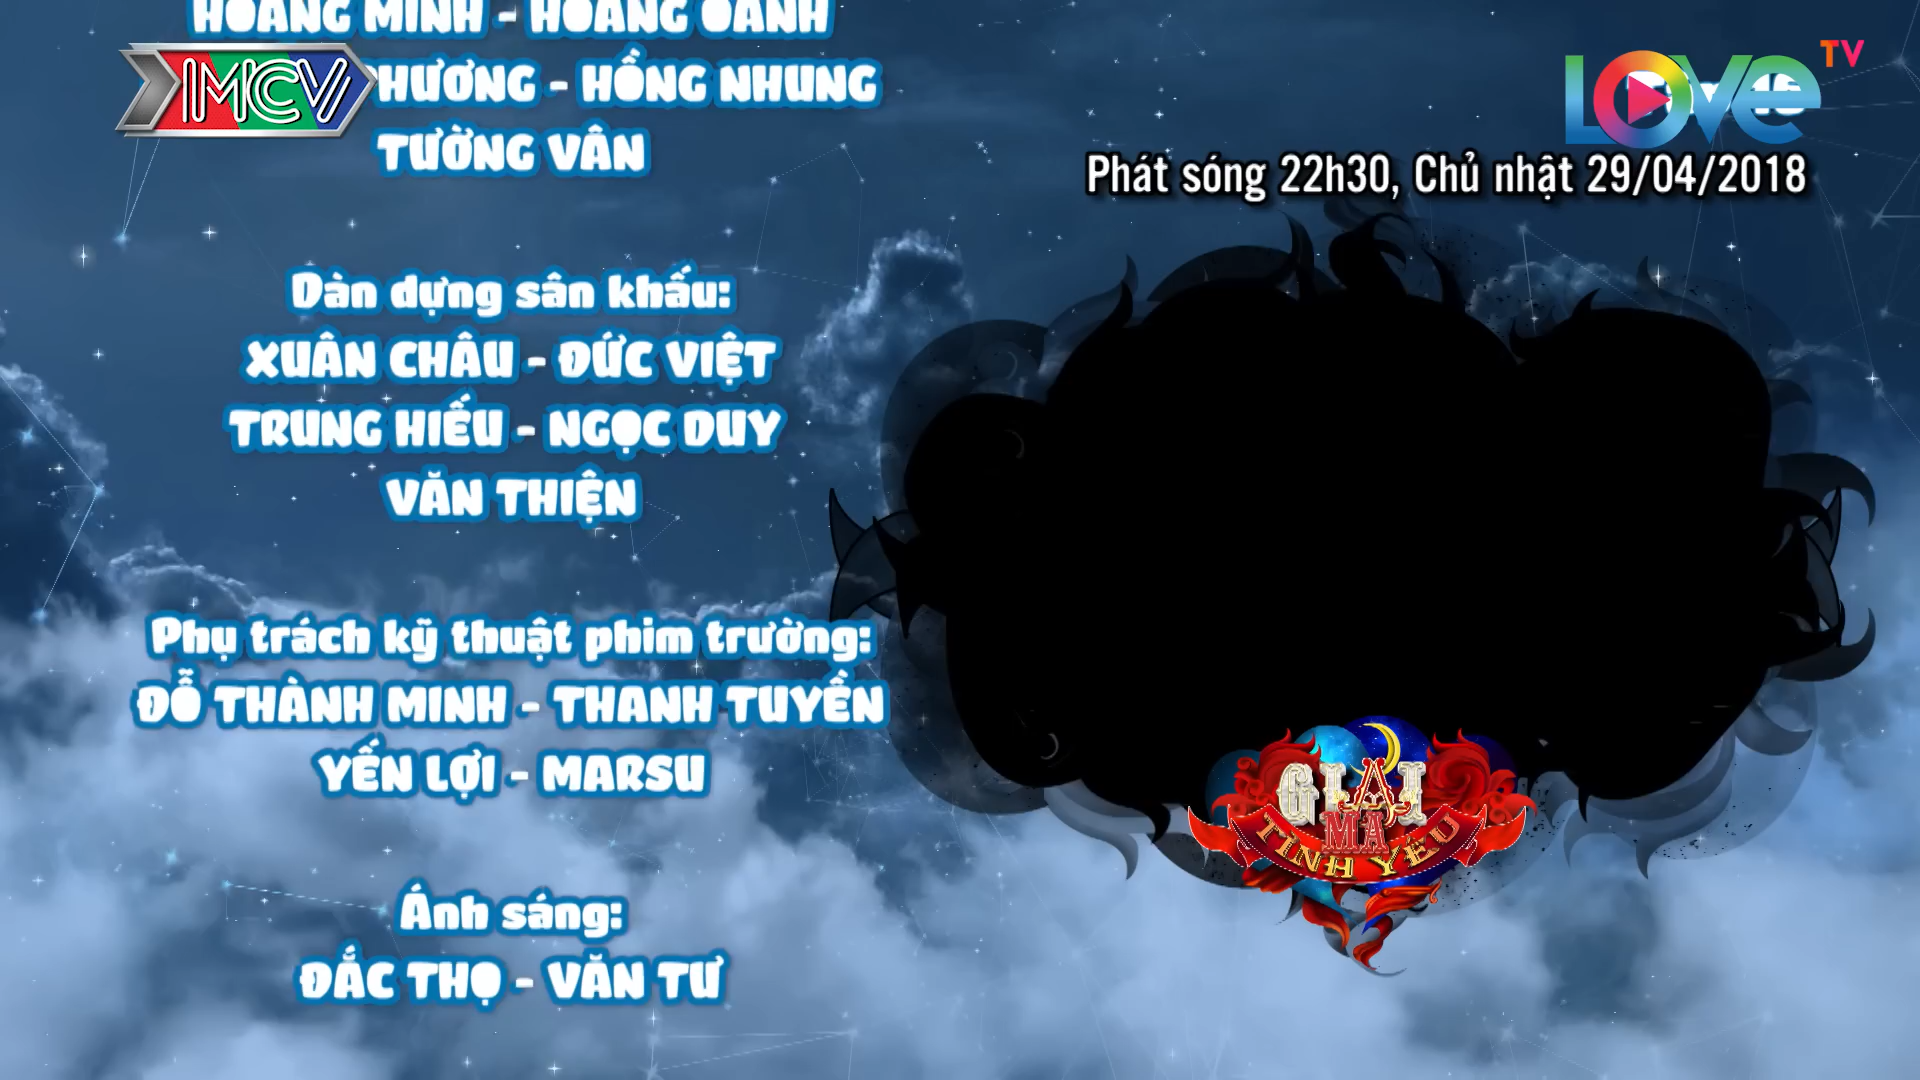 HOÀNG MINH - HOÀNG OANH
HƯƠNG - HỒNG NHUNG
TƯỜNG VÂN
MCV
LOVE TV
Phát sóng 22h30, Chủ nhật 29/04/2018
Dàn dựng sân khấu:
XUÂN CHÂU - ĐỨC VIỆT
TRUNG HIẾU - NGỌC DUY
VĂN THIỆN
Phụ trách kỹ thuật phim trường:
ĐỖ THÀNH MINH - THANH TUYỀN
YẾN LỢI - MARSU
Ánh sáng:
ĐẮC THỌ - VĂN TƯ
GIẢI
MÃ
TÌNH YÊU